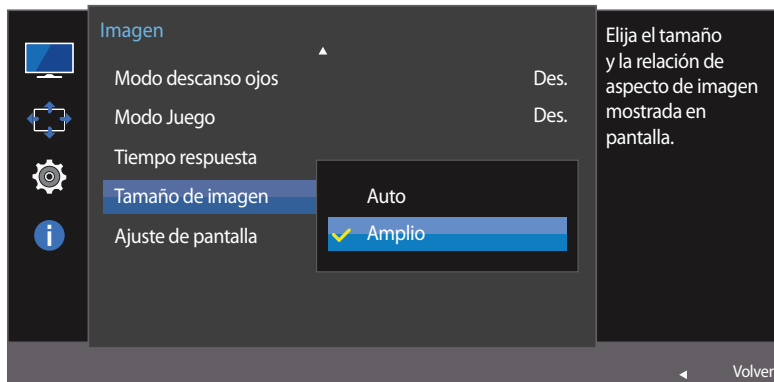 Imagen
Modo descanso ojos Des.
Modo Juego Des.
Tiempo respuesta
Tamaño de imagen
Ajuste de pantalla
Auto
Amplio
Elija el tamaño
y la relación de
aspecto de imagen
mostrada en
pantalla.
Volver